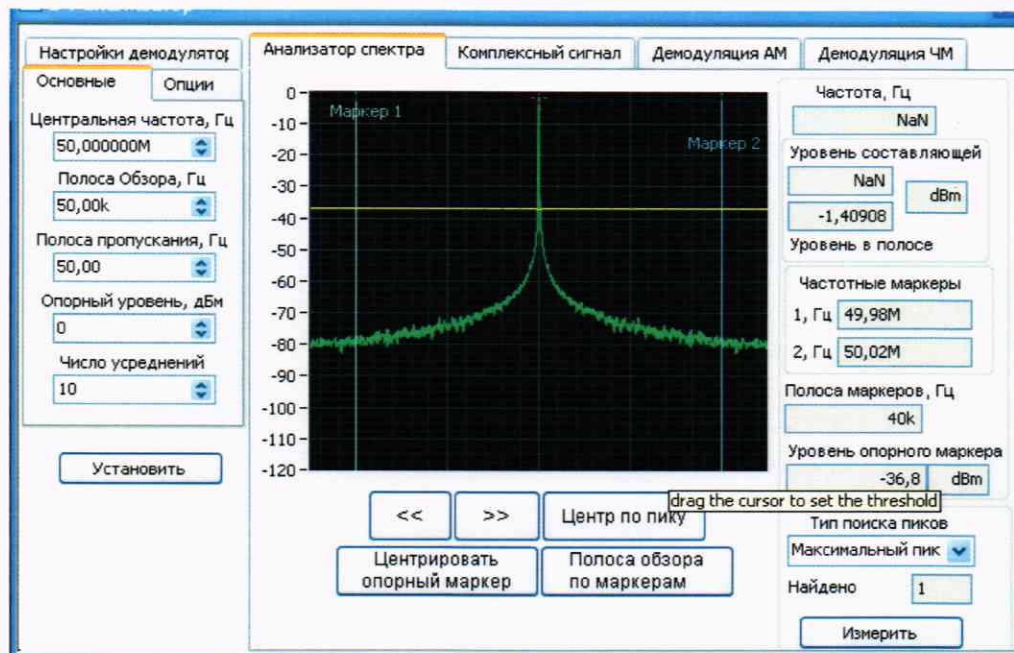 Настройки демодулятор
Основные
Опции
Центральная частота, Гц
50,000000M
Полоса Обзора, Гц
50,00k
Полоса пропускания, Гц
50,00
Опорный уровень, дБм
0
Число усреднений
10
Установить
Анализатор спектра
Комплексный сигнал
Демодуляция АМ
Демодуляция ЧМ
Маркер 1
Маркер 2
0
-10
-20
-30
-40
-50
-60
-70
-80
-90
-100
-110
-120
<<
>>
Центр по пику
Центрировать
опорный маркер
Полоса обзора
по маркерам
Частота, Гц
NaN
Уровень составляющей
NaN
dBm
-1,40908
Уровень в полосе
Частотные маркеры
1, Гц 49,98M
2, Гц 50,02M
Полоса маркеров, Гц
40k
Уровень опорного маркера
-36,8 dBm
drag the cursor to set the threshold
Тип поиска пиков
Максимальный пик
Найдено 1
Измерить